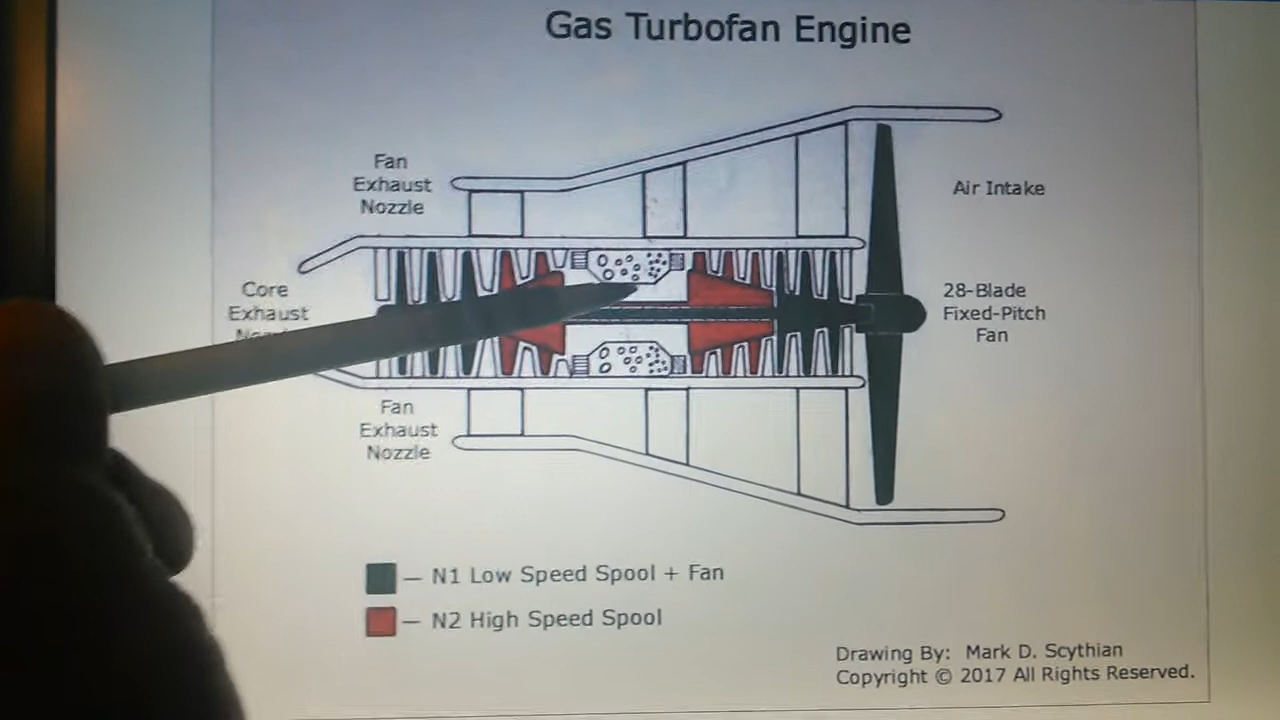 Gas Turbofan Engine
Fan
Exhaust
Nozzle
Air Intake
Core
Exhaust
28-Blade
Fixed-Pitch
Fan
Fan
Exhaust
Nozzle
— N1 Low Speed Spool + Fan
— N2 High Speed Spool
Drawing By: Mark D. Scythian
Copyright © 2017 All Rights Reserved.